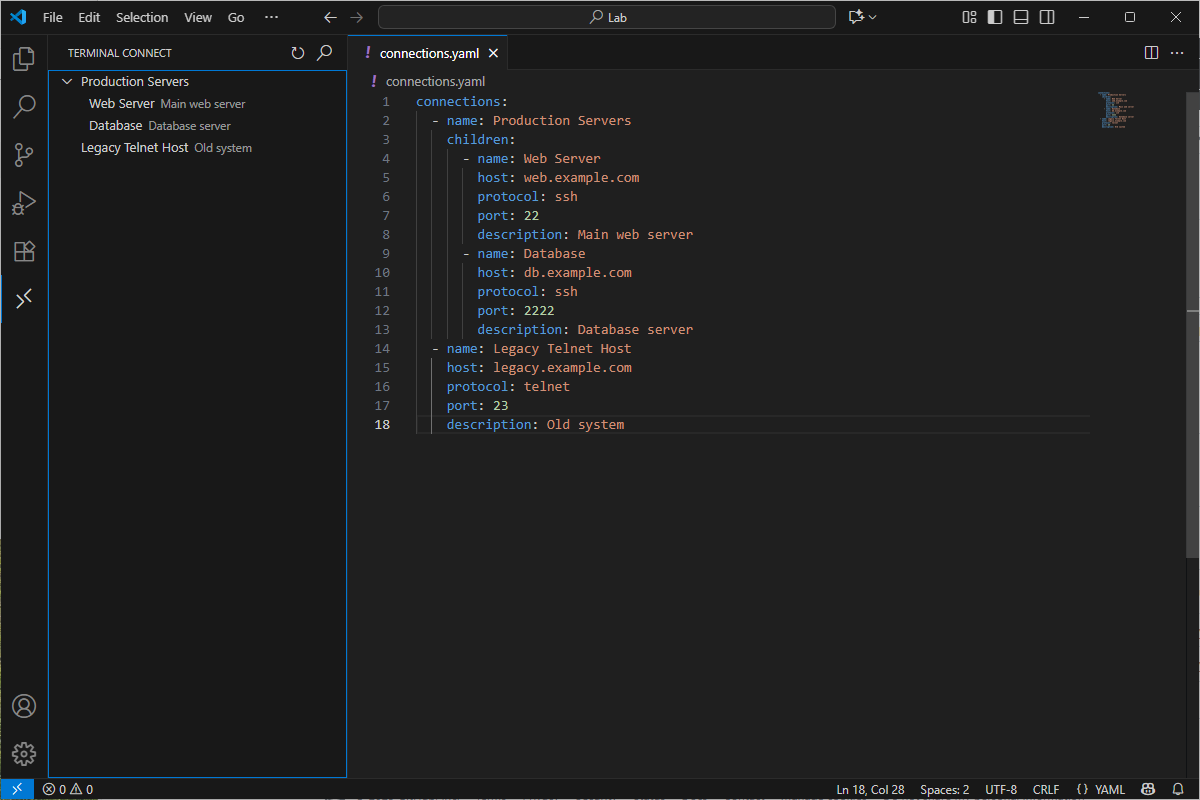 File Edit Selection View Go ···
Lab
TERMINAL CONNECT
Production Servers
Web Server Main web server
Database Database server
Legacy Telnet Host Old system
! connections.yaml
! connections.yaml
1 connections:
2 - name: Production Servers
3 children:
4 - name: Web Server
5 host: web.example.com
6 protocol: ssh
7 port: 22
8 description: Main web server
9 - name: Database
10 host: db.example.com
11 protocol: ssh
12 port: 2222
13 description: Database server
14 - name: Legacy Telnet Host
15 host: legacy.example.com
16 protocol: telnet
17 port: 23
18 description: Old system
0 0 Ln 18, Col 28 Spaces: 2 UTF-8 CRLF {} YAML